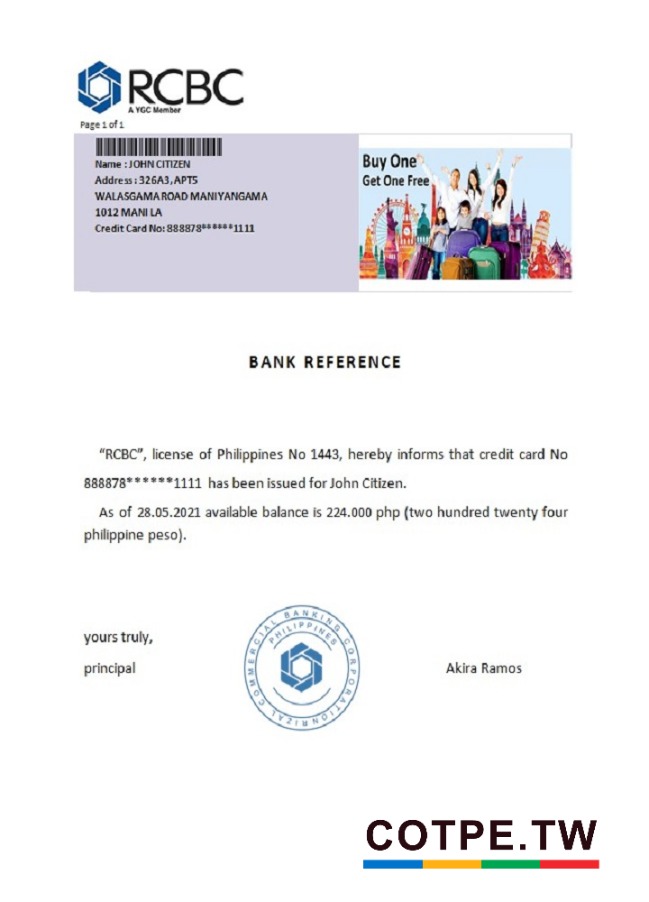 RCBC
A YGC Member
Page 1 of 1
Name : JOHN CITIZEN
Address : 326A3, APT5
WALASGAMA ROAD MANIYANGAMA
1012 MANI LA
Credit Card No: 888878******1111
Buy One
Get One Free
BANK REFERENCE
“RCBC”, license of Philippines No 1443, hereby informs that credit card No
888878******1111 has been issued for John Citizen.
As of 28.05.2021 available balance is 224.000 php (two hundred twenty four
philippine peso).
yours truly,
principal
RIZAL COMMERCIAL BANKING CORPORATION
PHILIPPINES
Akira Ramos
COTPE.TW